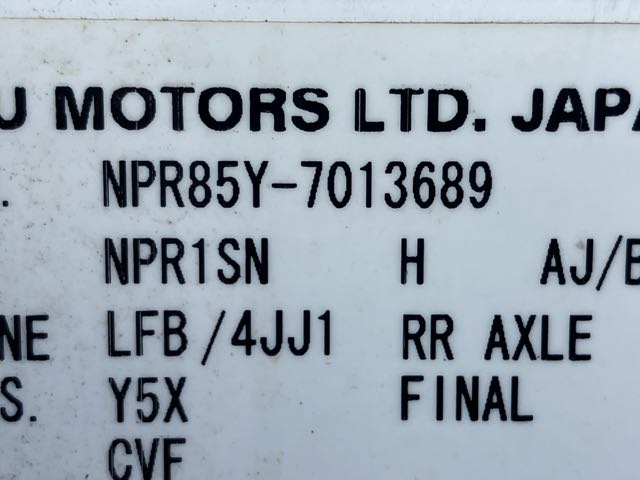 U MOTORS LTD. JAPA
. NPR85Y-7013689
NPR1SN H AJ/B
NE LFB/4JJ1 RR AXLE
S. Y5X FINAL
CVF